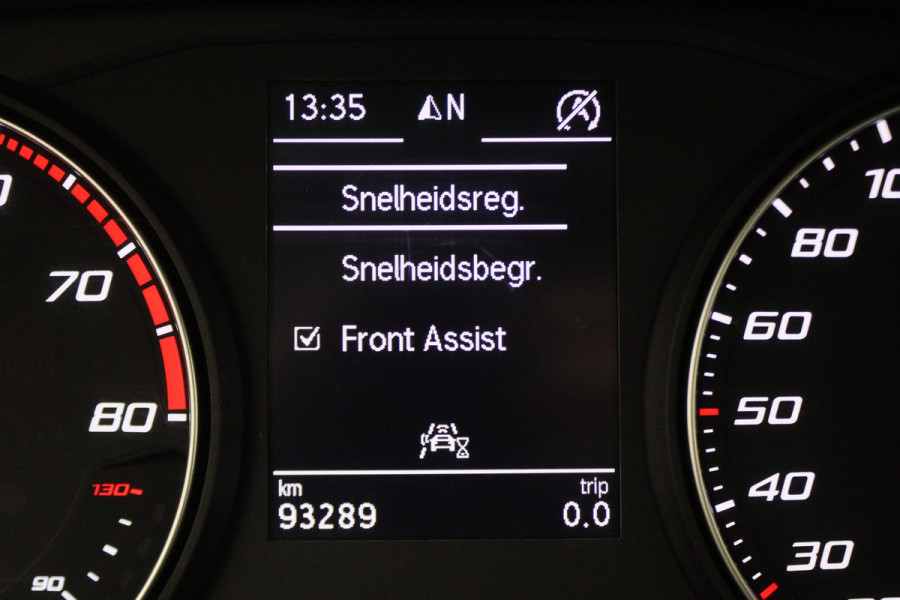 13:35 N
Snelheidsreg.
Snelheidsbegr.
Front Assist
km trip
93289 0.0
70
80
130
90
80
60
50
40
30